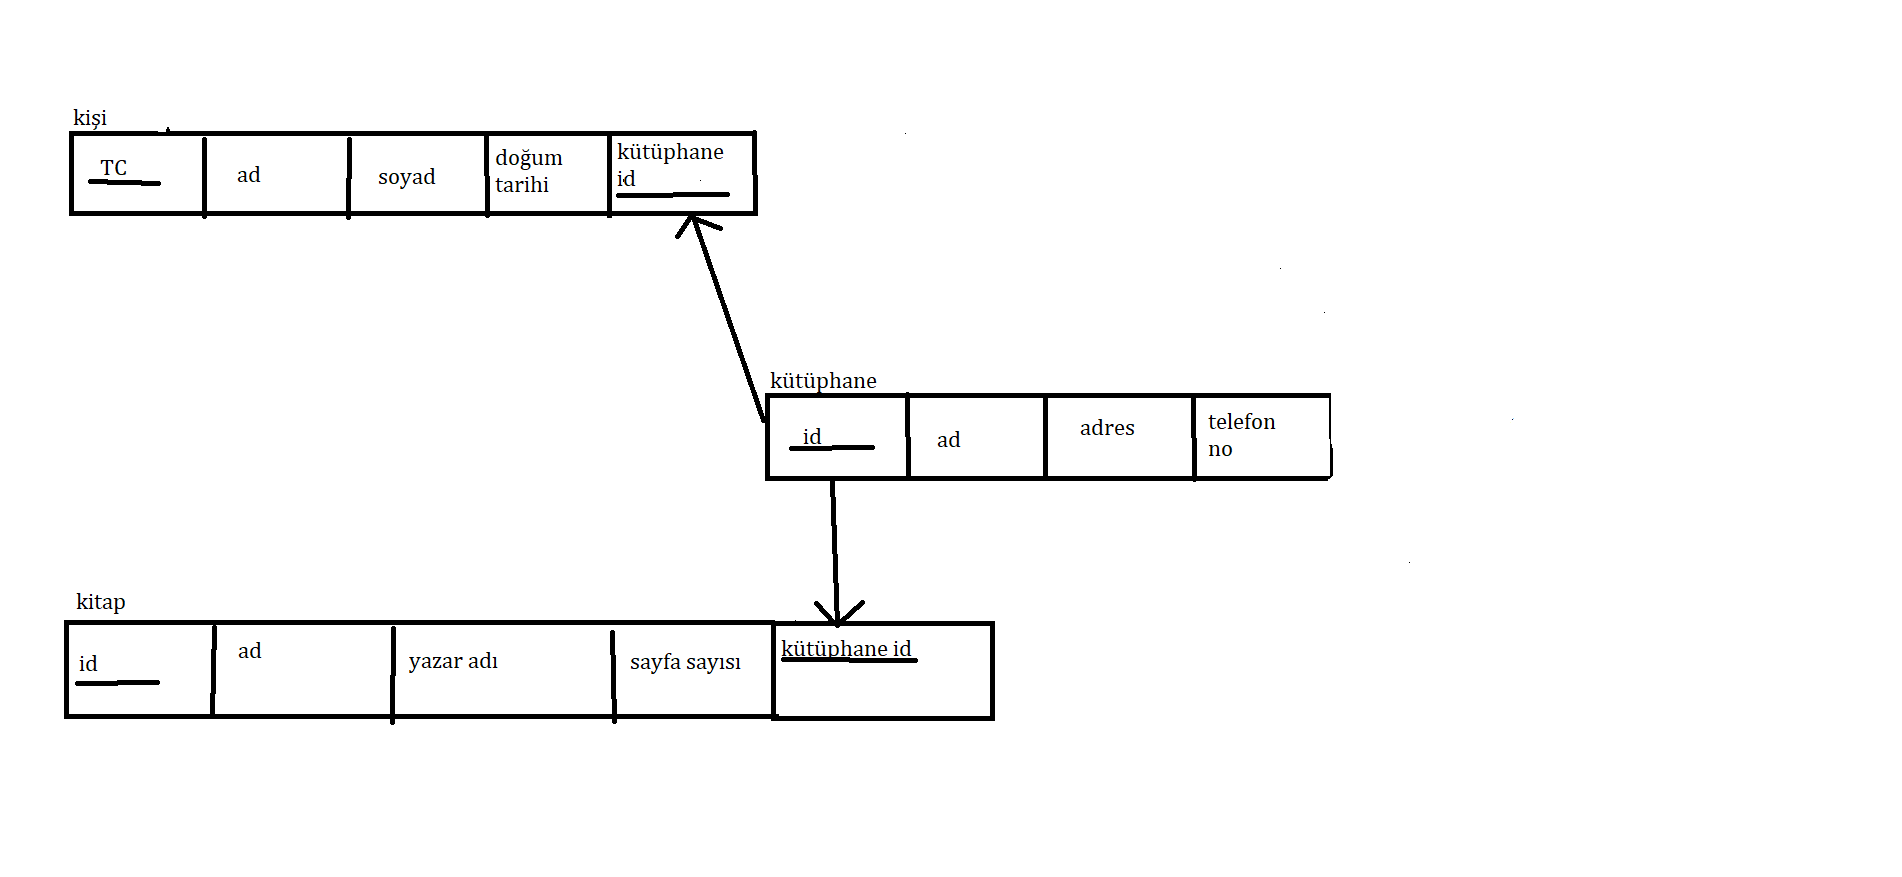 kişi
TC
ad
soyad
doğum
tarihi
kütüphane
id
kütüphane
id
ad
adres
telefon
no
kitap
id
ad
yazar adı
sayfa sayısı
kütüphane id